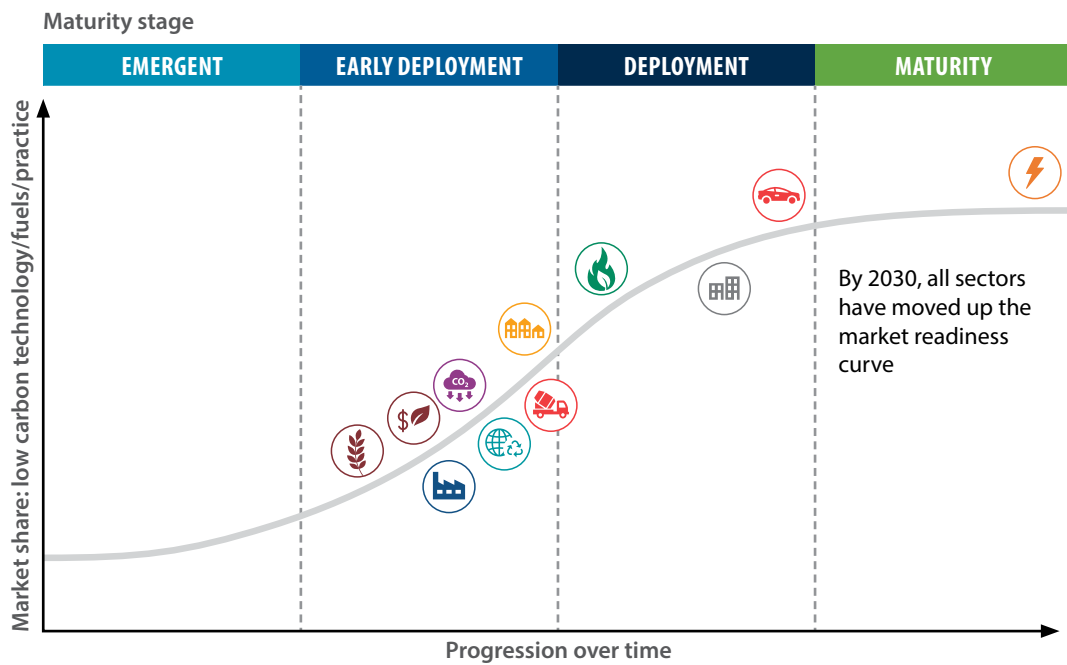 Maturity stage
EMERGENT
EARLY DEPLOYMENT
DEPLOYMENT
MATURITY
Market share: low carbon technology/fuels/practice
By 2030, all sectors
have moved up the
market readiness
curve
CO₂
$
Progression over time